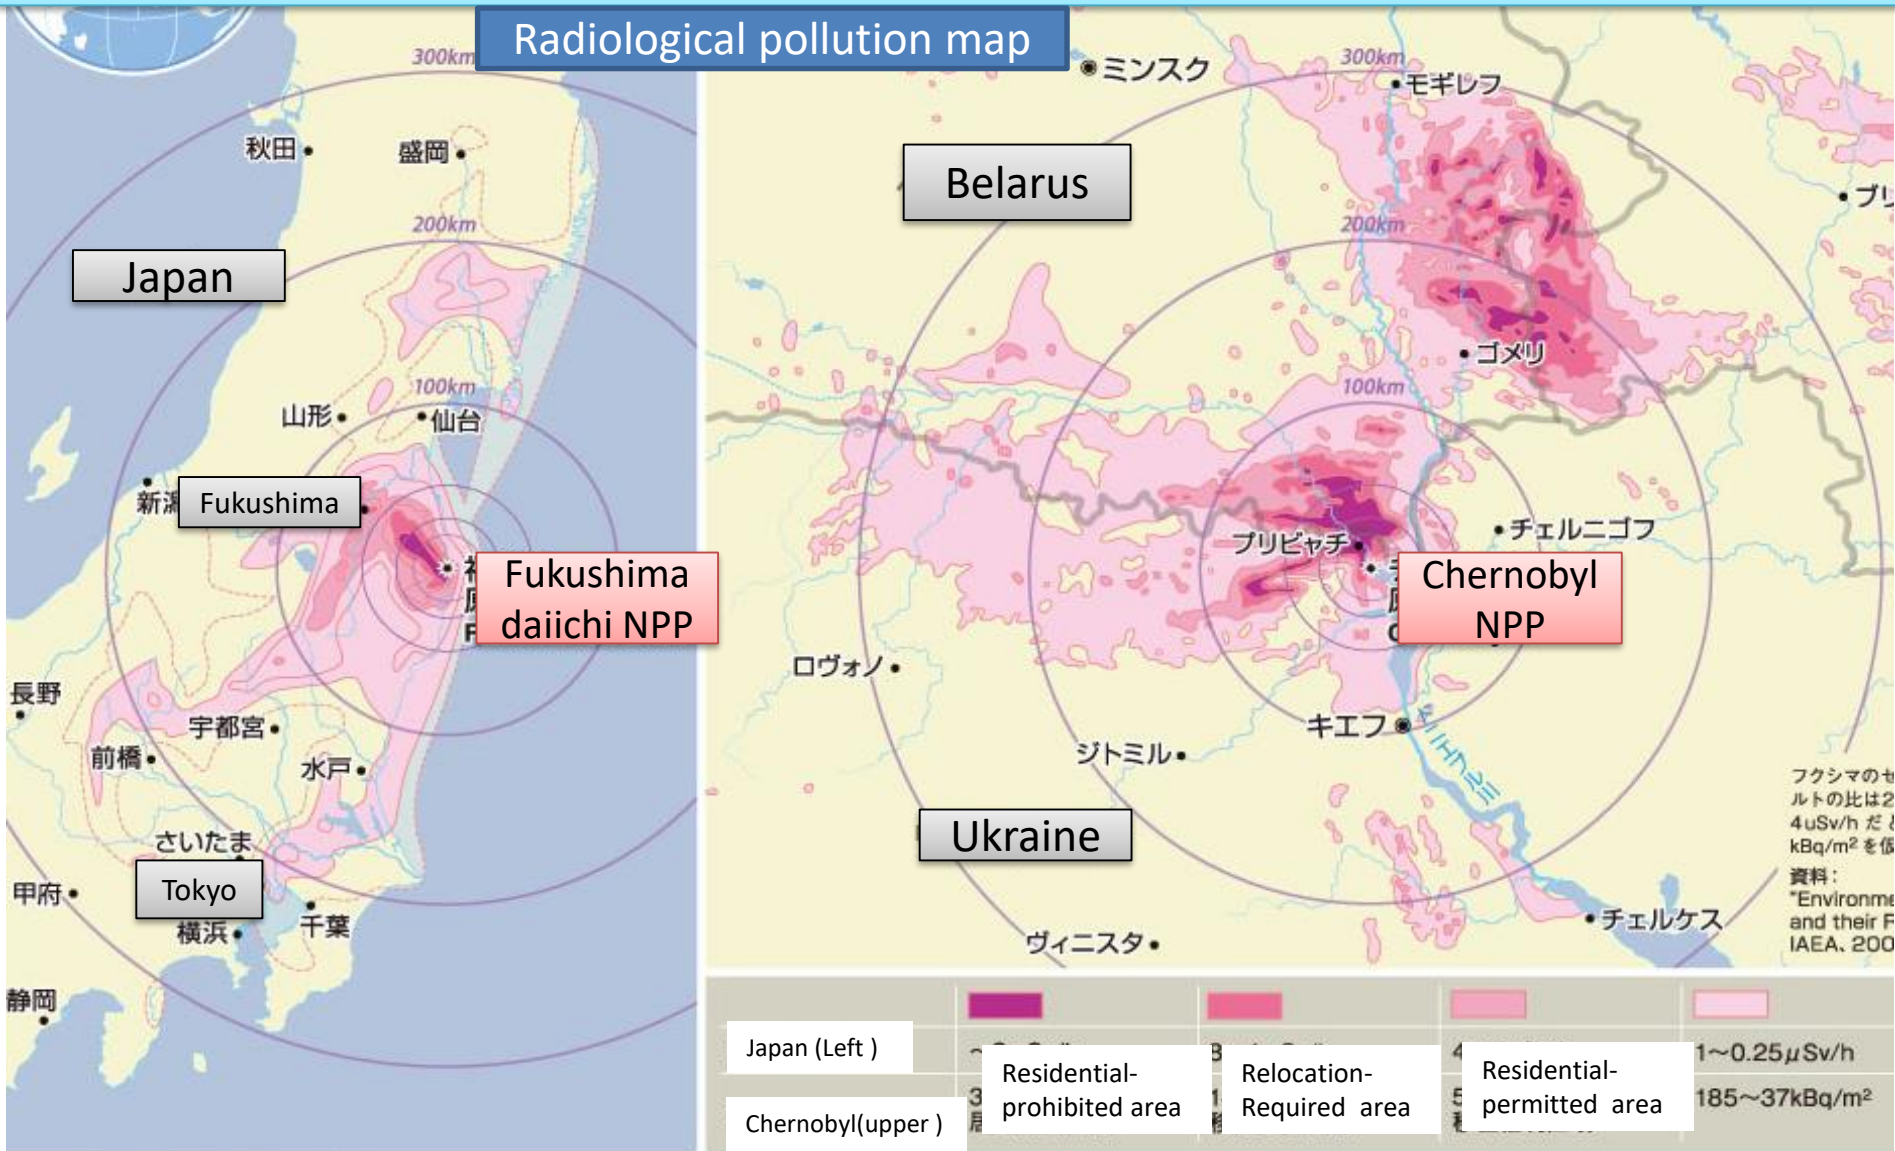 Radiological pollution map
300km
秋田
盛岡
200km
Japan
100km
山形
仙台
新潟
Fukushima
Fukushima
daiichi NPP
長野
宇都宮
前橋
水戸
さいたま
Tokyo
甲府
千葉
横浜
静岡
ミンスク
300km
モギレフ
Belarus
200km
ブリ
ゴメリ
100km
プリピャチ
チェルニゴフ
Chernobyl
NPP
ロヴォノ
キエフ
ジトミル
Ukraine
チェルケス
ヴィニスタ
フクシマのセ
ルトの比は2
4uSv/h だと
kBq/m² を仮
資料:
"Environme
and their F
IAEA、200
Japan (Left )
1～0.25μSv/h
Residential-
prohibited area
Relocation-
Required area
Residential-
permitted area
185～37kBq/m²
Chernobyl(upper )